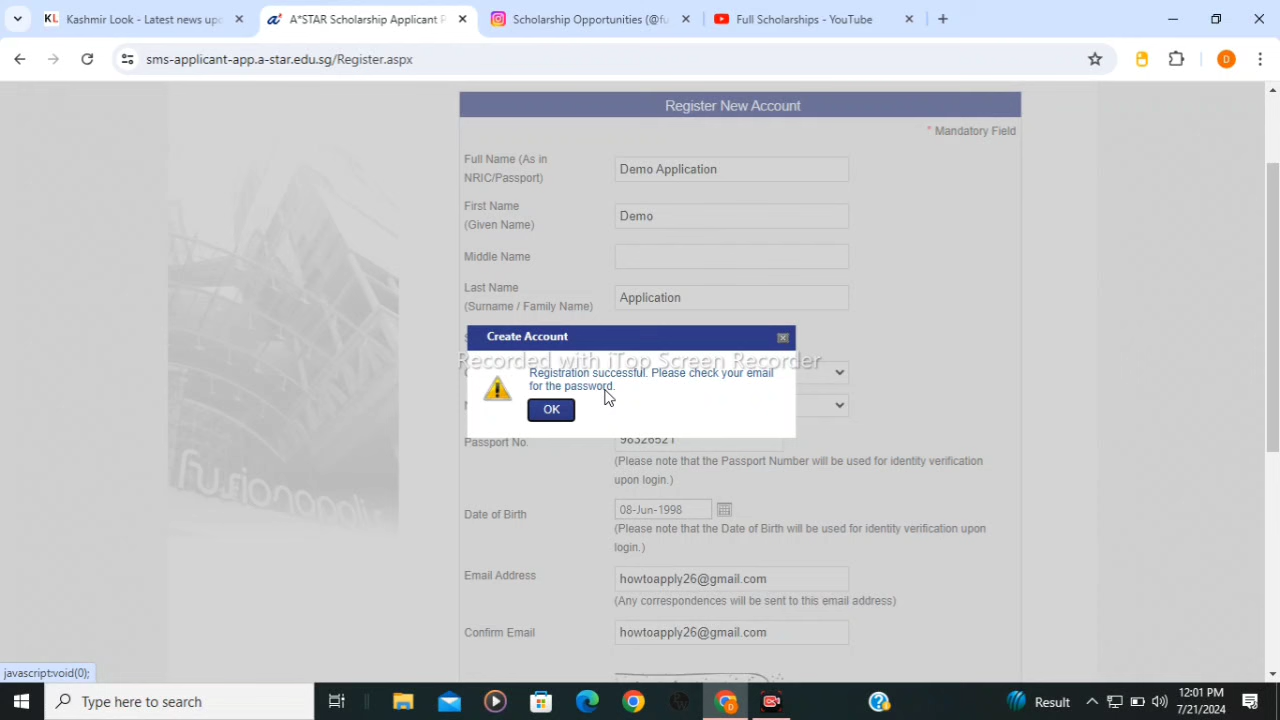 Kashmir Look - Latest news upd
A*STAR Scholarship Applicant R
Scholarship Opportunities (@fu
Full Scholarships - YouTube
sms-applicant-app.a-star.edu.sg/Register.aspx
D
Register New Account
* Mandatory Field
Full Name (As in
NRIC/Passport)
Demo Application
First Name
(Given Name)
Demo
Middle Name
Last Name
(Surname / Family Name)
Application
Create Account
Recorded with iTop Screen Recorder
Registration successful. Please check your email
for the password.
OK
Passport No.
98326521
(Please note that the Passport Number will be used for identity verification
upon login.)
Date of Birth
08-Jun-1998
(Please note that the Date of Birth will be used for identity verification upon
login.)
Email Address
howtoapply26@gmail.com
(Any correspondences will be sent to this email address)
Confirm Email
howtoapply26@gmail.com
javascript:void(0);
Type here to search
Result
12:01 PM
7/21/2024